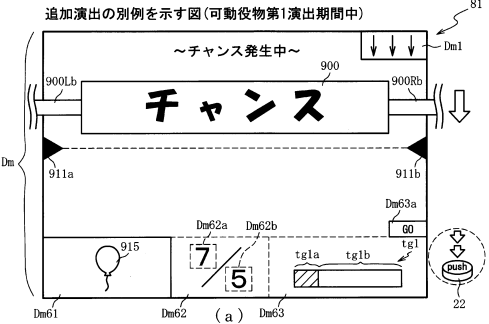 追加演出の別例を示す図(可動役物第1演出期間中)
81
～チャンス発生中～
Dm1
900Lb
900
900Rb
チャンス
Dm
911a
911b
Dm63a
GO
Dm62a
Dm62b
tg1
915
7
5
tg1a
tg1b
push
22
Dm61
Dm62
Dm63
(a)